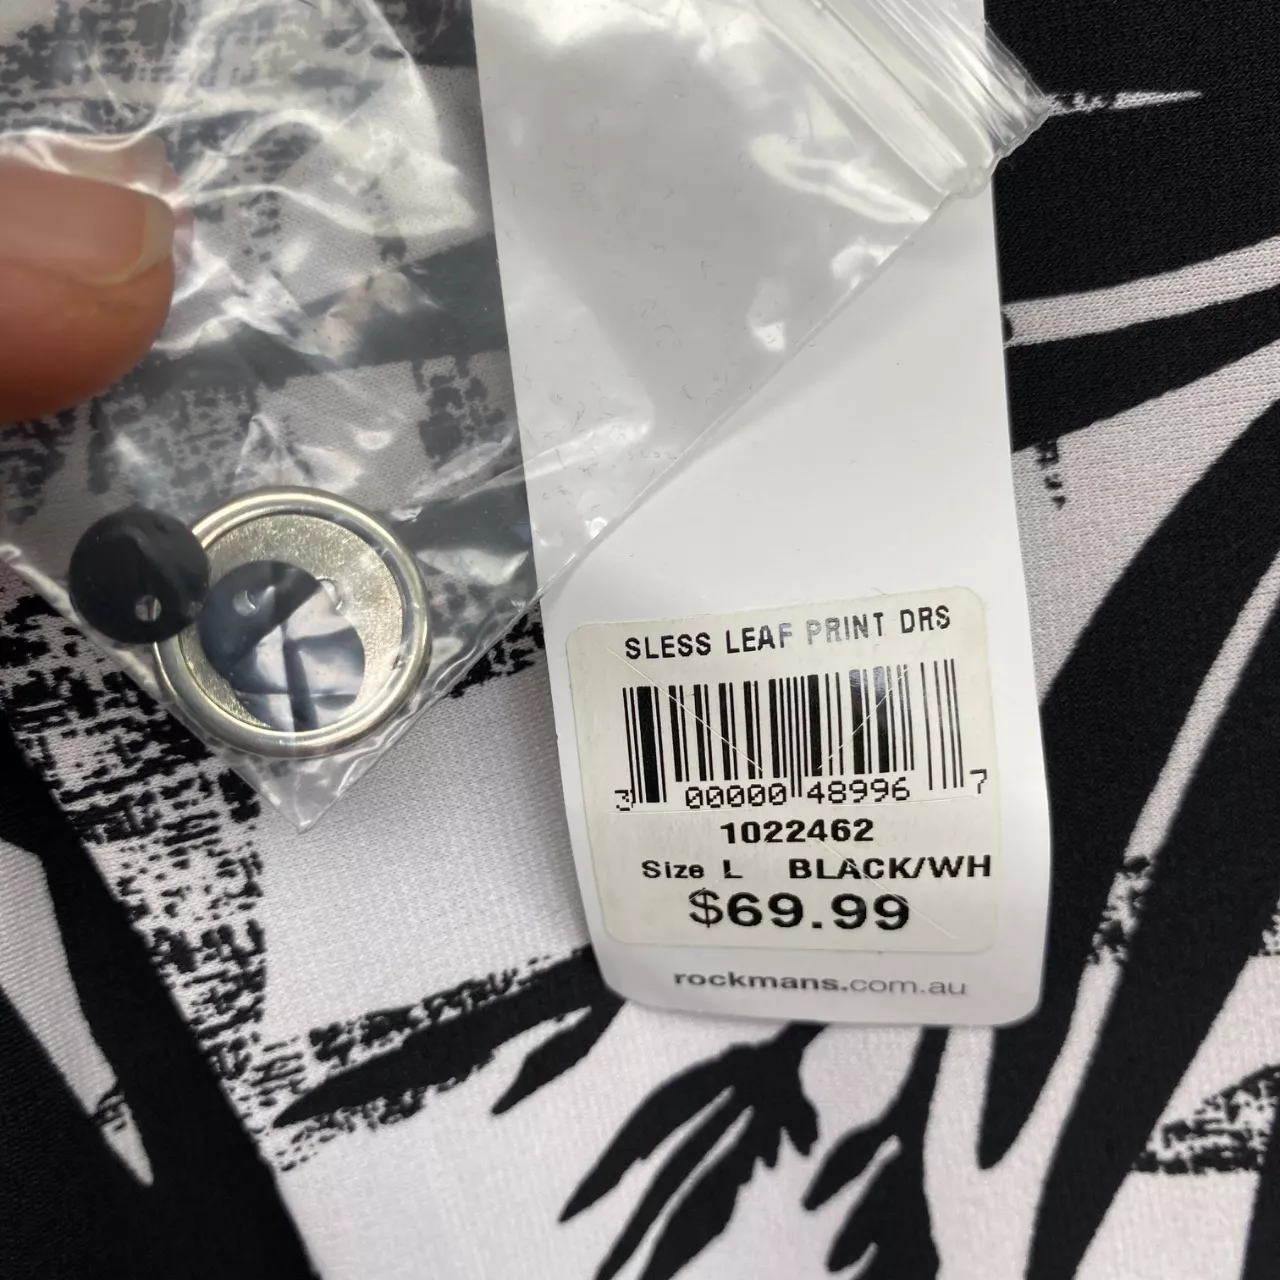 SLESS LEAF PRINT DRS
3 00000 48996 7
1022462
Size L BLACK/WH
$69.99
rockmans.com.au